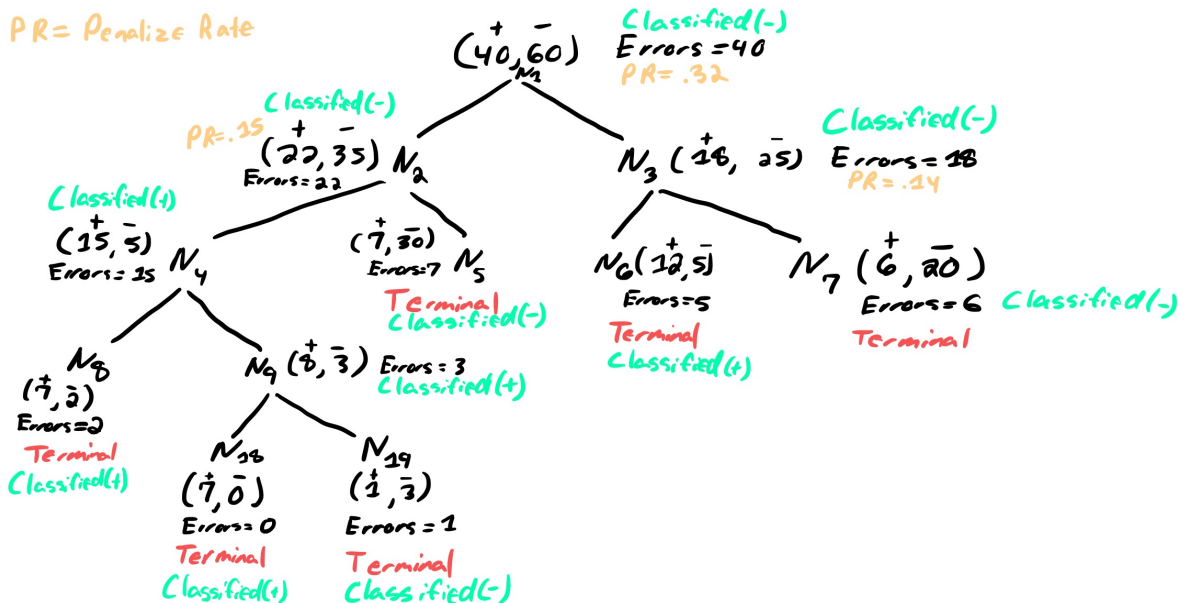 PR = Penalize Rate
+ -
(40, 60)
N1
Classified(-)
Errors = 40
PR = .32
Classified(-)
PR = .15
+ -
(22, 35) N2
Errors = 22
+ -
N3 (18, 25)
Classified(-)
Errors = 18
PR = .14
Classified(+)
+ -
(15, 5) N4
Errors = 15
+ -
(7, 30)
Errors=7 N5
Terminal
Classified(-)
+ -
N6(12, 5)
Errors=5
Terminal
Classified(+)
+ -
N7 (6, 20)
Errors = 6 Classified(-)
Terminal
N8
+ -
(7, 2)
Errors=2
Terminal
Classified(+)
+ -
N9 (8, 3) Errors = 3
Classified(+)
N18
+ -
(7, 0)
Errors = 0
Terminal
Classified(+)
N19
+ -
(1, 3)
Errors = 1
Terminal
Classified(-)